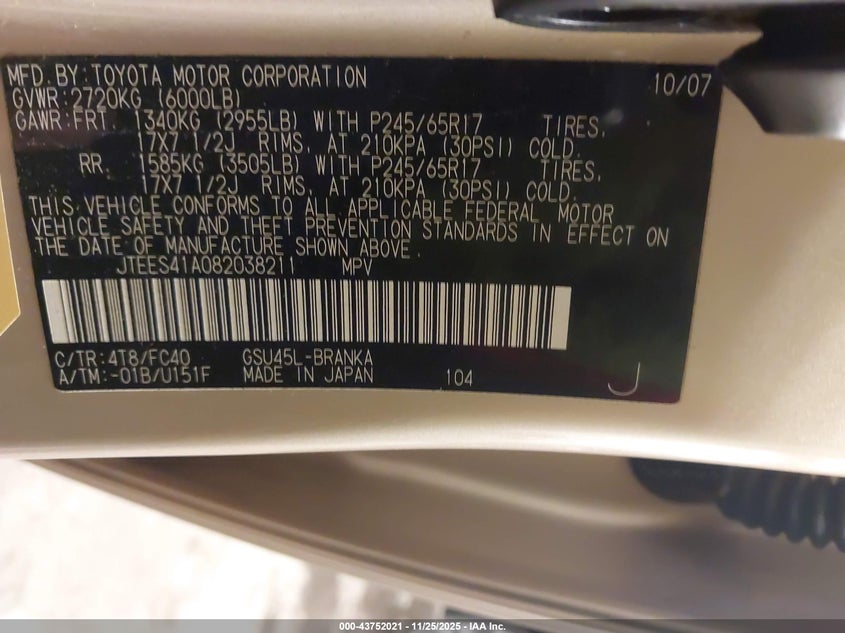 MFD. BY: TOYOTA MOTOR CORPORATION 10/07
GVWR: 2720KG (6000LB)
GAWR: FRT 1340KG (2955LB) WITH P245/65R17 TIRES,
17X7 1/2J RIMS, AT 210KPA (30PSI) COLD.
RR 1585KG (3505LB) WITH P245/65R17 TIRES,
17X7 1/2J RIMS, AT 210KPA (30PSI) COLD.
THIS VEHICLE CONFORMS TO ALL APPLICABLE FEDERAL MOTOR
VEHICLE SAFETY AND THEFT PREVENTION STANDARDS IN EFFECT ON
THE DATE OF MANUFACTURE SHOWN ABOVE.
JTEES41A082038211 MPV
C/TR: 4T8/FC40 GSU45L-BRANKA
A/TM: -01B/U151F MADE IN JAPAN 104 J
000-43752021 - 11/25/2025 - IAA Inc.